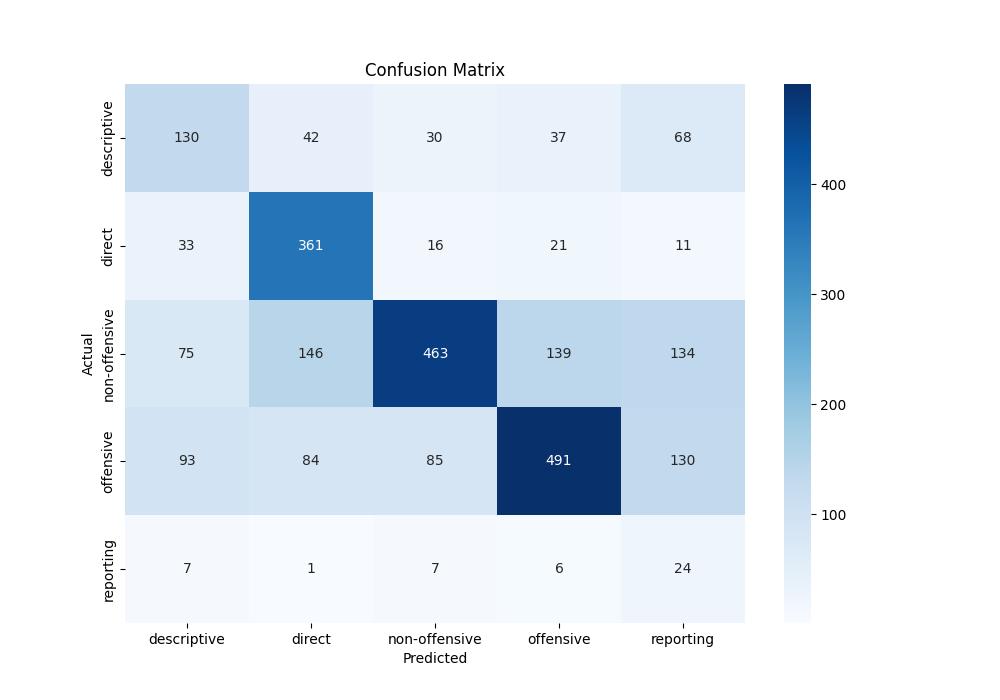 Confusion Matrix
Actual
descriptive 130 42 30 37 68
direct 33 361 16 21 11
non-offensive 75 146 463 139 134
offensive 93 84 85 491 130
reporting 7 1 7 6 24
descriptive direct non-offensive offensive reporting
Predicted
400
300
200
100